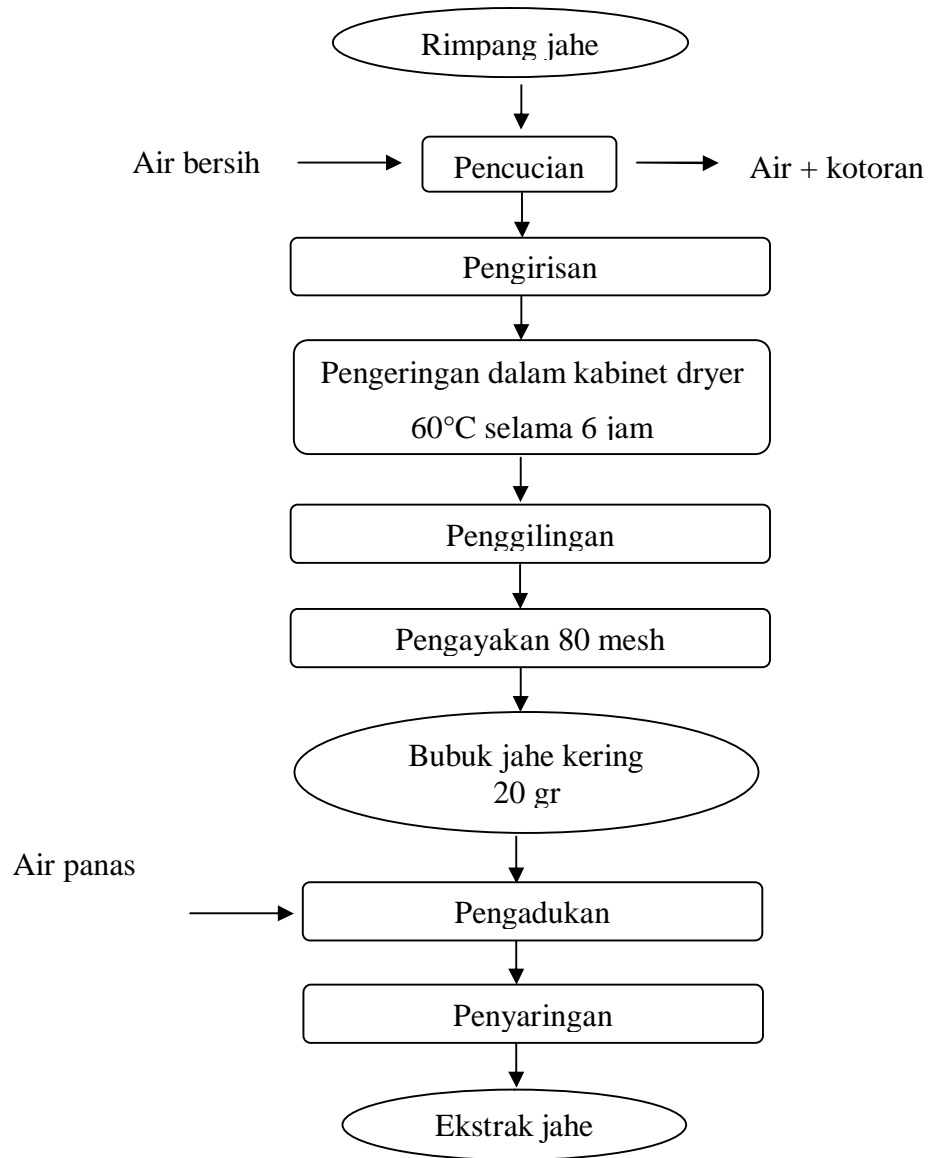 Rimpang jahe
Air bersih
Pencucian
Air + kotoran
Pengirisan
Pengeringan dalam kabinet dryer
60°C selama 6 jam
Penggilingan
Pengayakan 80 mesh
Bubuk jahe kering
20 gr
Air panas
Pengadukan
Penyaringan
Ekstrak jahe